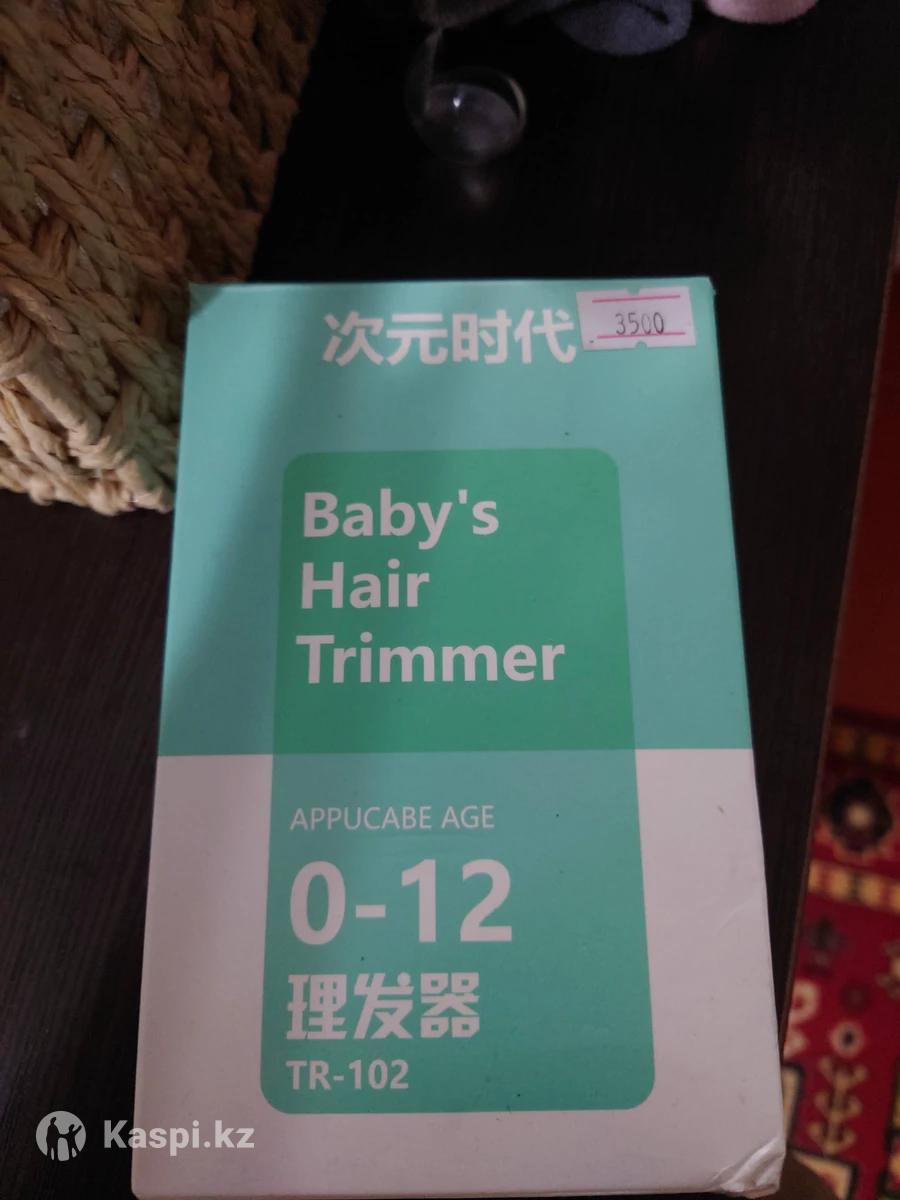 次元时代
3500
Baby's
Hair
Trimmer
APPUCABE AGE
0-12
理发器
TR-102
Kaspi.kz